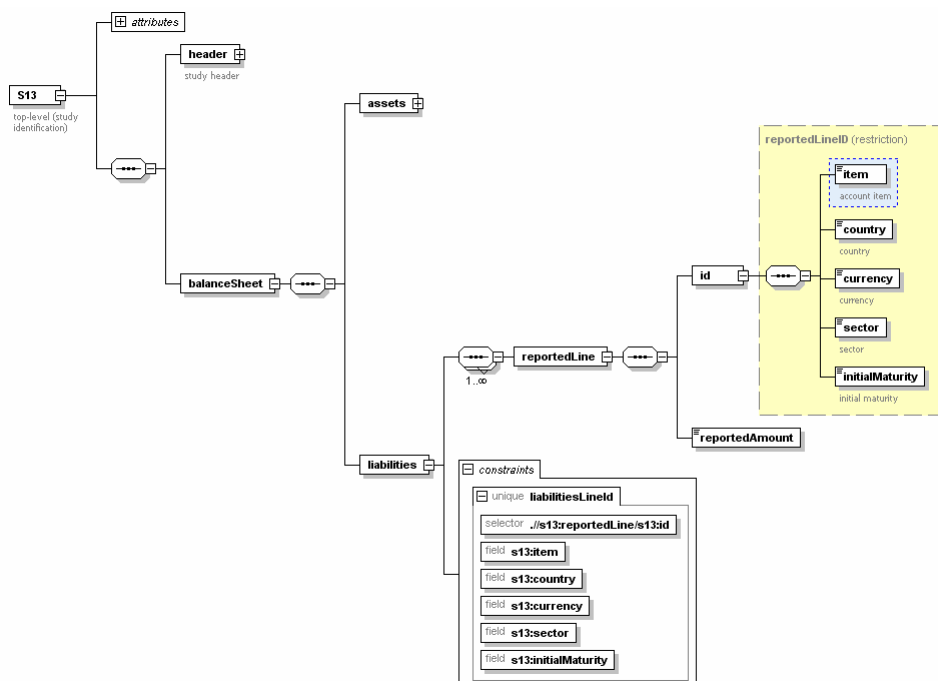 attributes
header
study header
S13
top-level (study
identification)
assets
reportedLineID (restriction)
item
account item
country
country
id
currency
currency
balanceSheet
sector
sector
reportedLine
1..∞
initialMaturity
initial maturity
reportedAmount
liabilities
constraints
unique liabilitiesLineId
selector .//s13:reportedLine/s13:id
field s13:item
field s13:country
field s13:currency
field s13:sector
field s13:initialMaturity